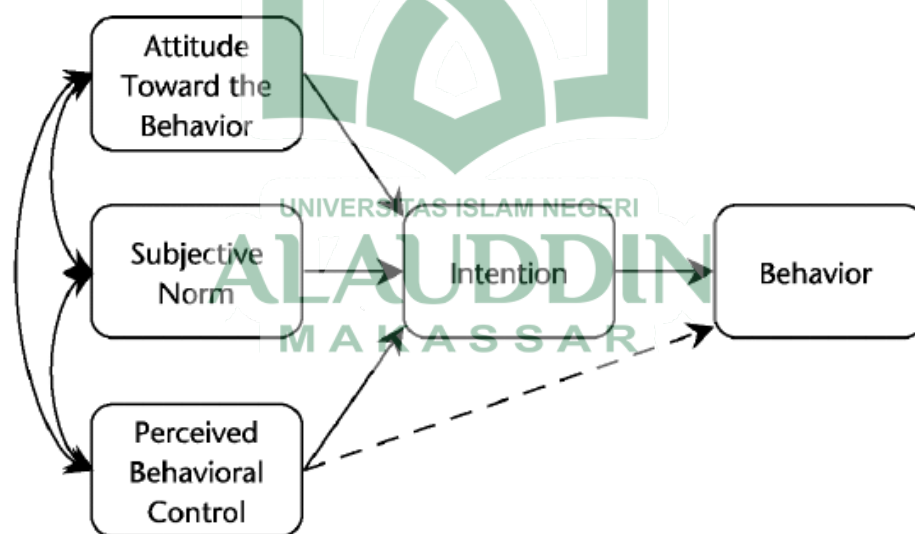 Attitude
Toward the
Behavior
UNIVERSITAS ISLAM NEGERI
Subjective
Norm
ALAUDDIN
Intention
Behavior
MAKASSAR
Perceived
Behavioral
Control